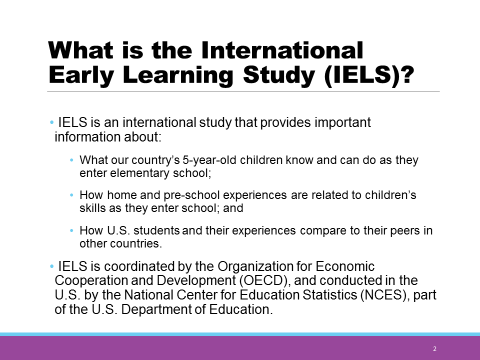 What is the International
Early Learning Study (IELS)?
• IELS is an international study that provides important
information about:
• What our country's 5-year-old children know and can do as they
enter elementary school;
• How home and pre-school experiences are related to children's
skills as they enter school; and
• How U.S. students and their experiences compare to their peers in
other countries.
• IELS is coordinated by the Organization for Economic
Cooperation and Development (OECD), and conducted in the
U.S. by the National Center for Education Statistics (NCES), part
of the U.S. Department of Education.
2